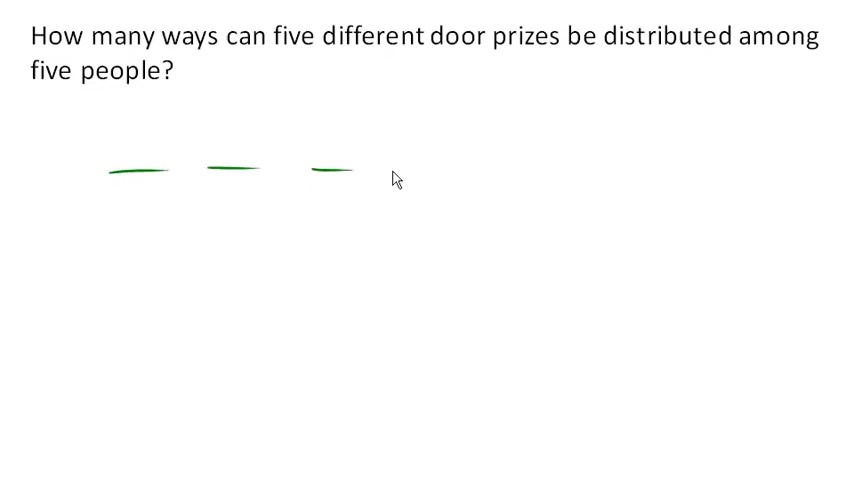 How many ways can five different door prizes be distributed among
five people?